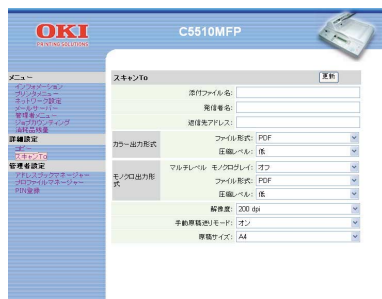 OKI
PRINTING SOLUTIONS
C5510MFP
メニュー
インフォメーション
プリンタメニュー
ネットワーク設定
メールサーバー
管理者メニュー
ジョブカウンティング
消耗品残量
詳細設定
コピー
スキャンTo
管理者設定
アドレスブックマネージャー
プロファイルマネージャー
PIN登録
スキャンTo
更新
添付ファイル名:
発信者名:
返信先アドレス:
カラー出力形式
ファイル形式: PDF
圧縮レベル: 低
モノクロ出力形式
マルチレベル モノクログレイ: オフ
ファイル形式: PDF
圧縮レベル: 低
解像度: 200 dpi
手動原稿送りモード: オン
原稿サイズ: A4